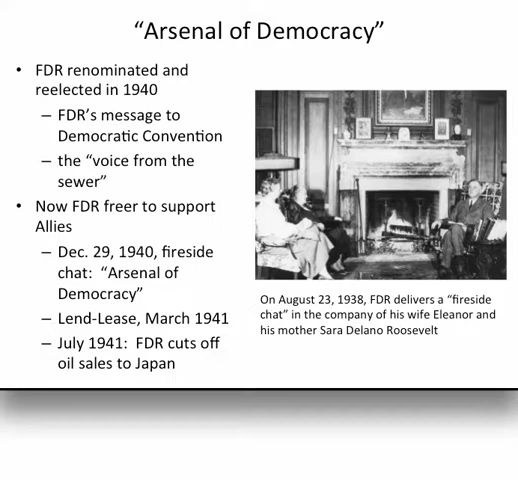 “Arsenal of Democracy”
• FDR renominated and
reelected in 1940
– FDR’s message to
Democratic Convention
– the “voice from the
sewer”
• Now FDR freer to support
Allies
– Dec. 29, 1940, fireside
chat:  “Arsenal of
Democracy”
– Lend-Lease, March 1941
– July 1941:  FDR cuts off
oil sales to Japan
On August 23, 1938, FDR delivers a “fireside
chat” in the company of his wife Eleanor and
his mother Sara Delano Roosevelt